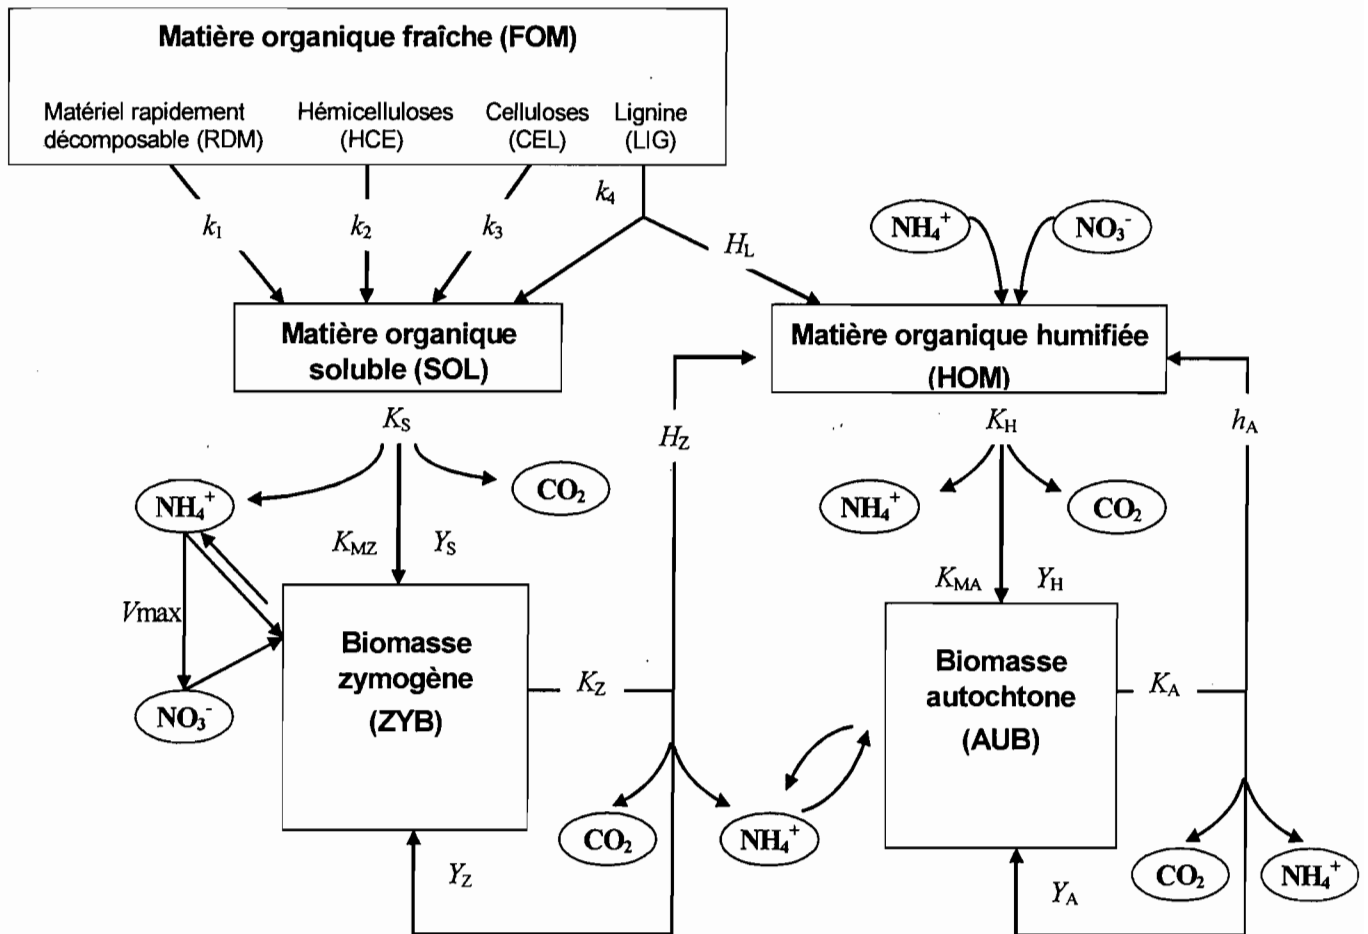 Matière organique fraîche (FOM)
Matériel rapidement
décomposable (RDM)
Hémicelluloses
(HCE)
Celluloses
(CEL)
Lignine
(LIG)
k1
k2
k3
k4
HL
NH4+
NO3-
Matière organique
soluble (SOL)
Matière organique humifiée
(HOM)
KS
HZ
KH
hA
NH4+
CO2
NH4+
CO2
KMZ
YS
KMA
YH
Vmax
Biomasse
zymogène
(ZYB)
Biomasse
autochtone
(AUB)
KZ
KA
NO3-
CO2
NH4+
CO2
NH4+
YZ
YA